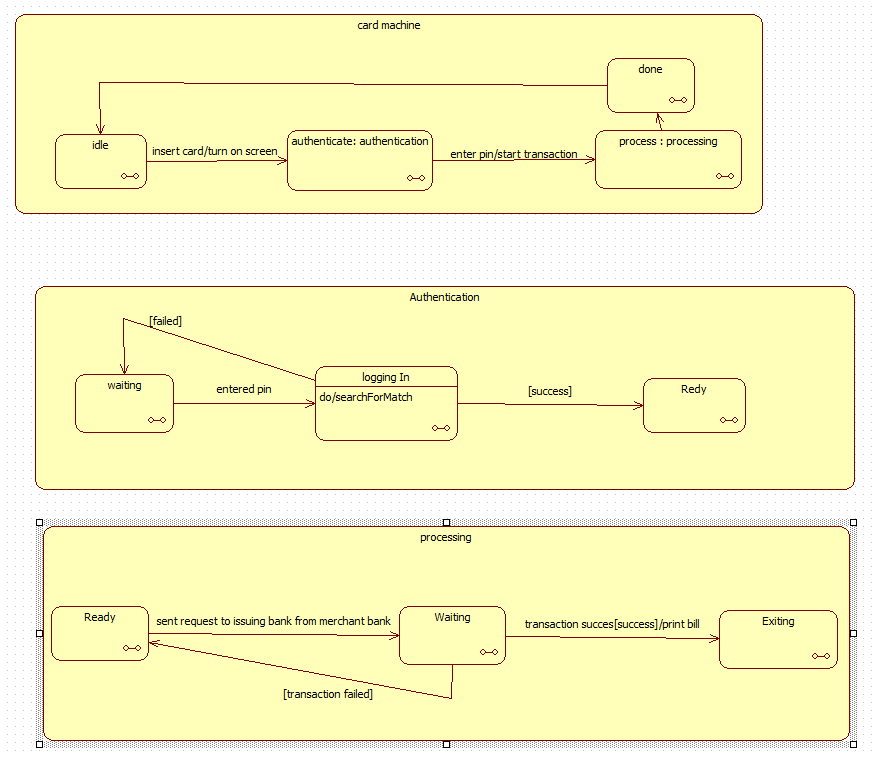 card machine
done
idle
insert card/turn on screen
authenticate: authentication
enter pin/start transaction
process : processing
Authentication
[failed]
waiting
entered pin
logging In
do/searchForMatch
[success]
Redy
processing
Ready
sent request to issuing bank from merchant bank
Waiting
transaction succes[success]/print bill
Exiting
[transaction failed]